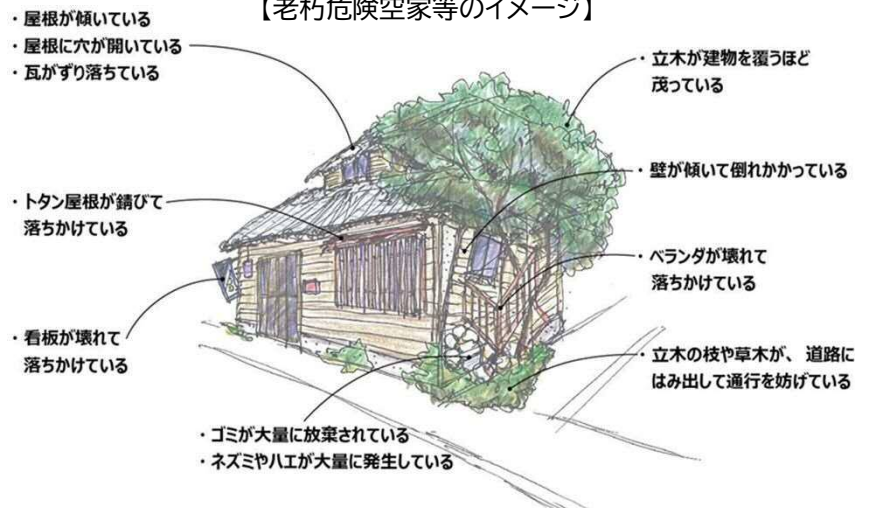 【老朽危険空家等のイメージ】
・屋根が傾いている
・屋根に穴が開いている
・瓦がずり落ちている
・トタン屋根が錆びて
落ちかけている
・看板が壊れて
落ちかけている
・ゴミが大量に放棄されている
・ネズミやハエが大量に発生している
・立木が建物を覆うほど
茂っている
・壁が傾いて倒れかかっている
・ベランダが壊れて
落ちかけている
・立木の枝や草木が、道路に
はみ出して通行を妨げている